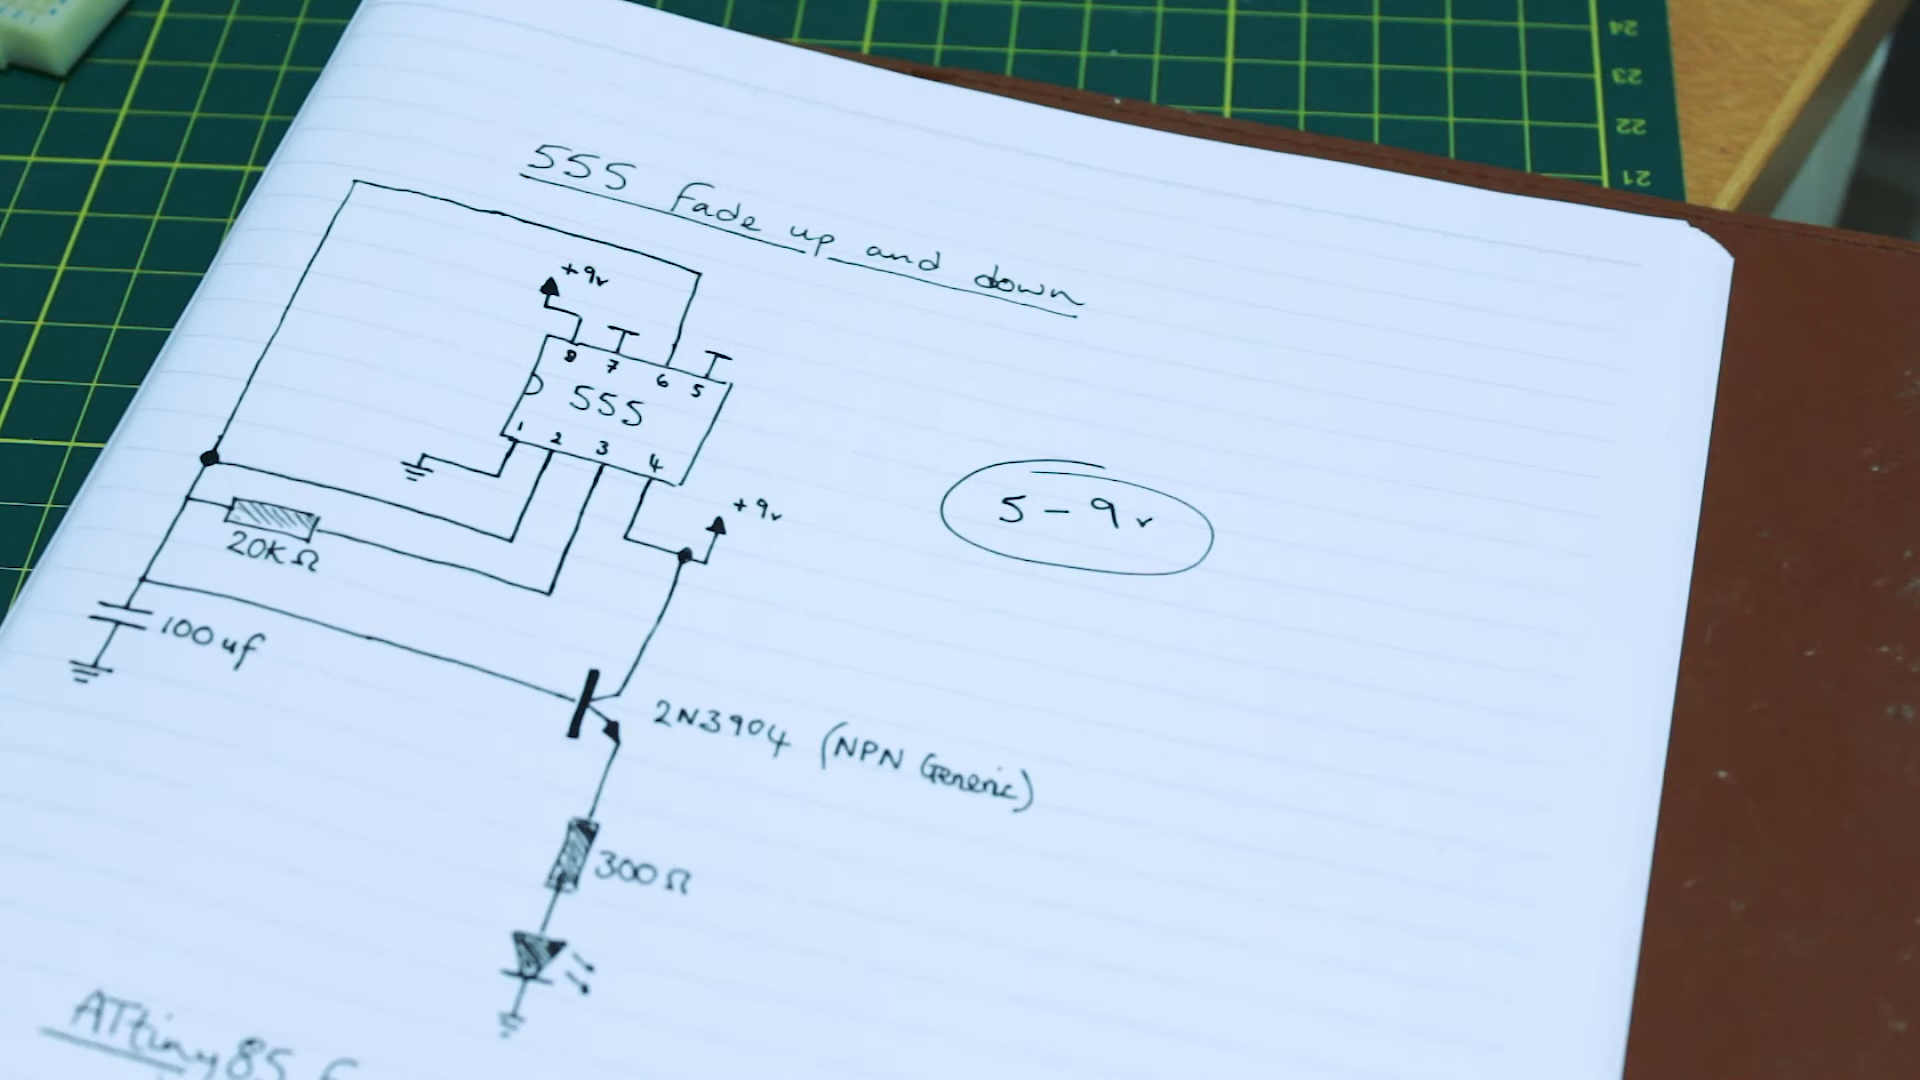 24
23
22
21
555 Fade up and down
+9v
8 7 6 5
555
1 2 3 4
+9v
5-9v
20KΩ
100uf
2N3904 (NPN Generic)
300Ω
ATtiny85